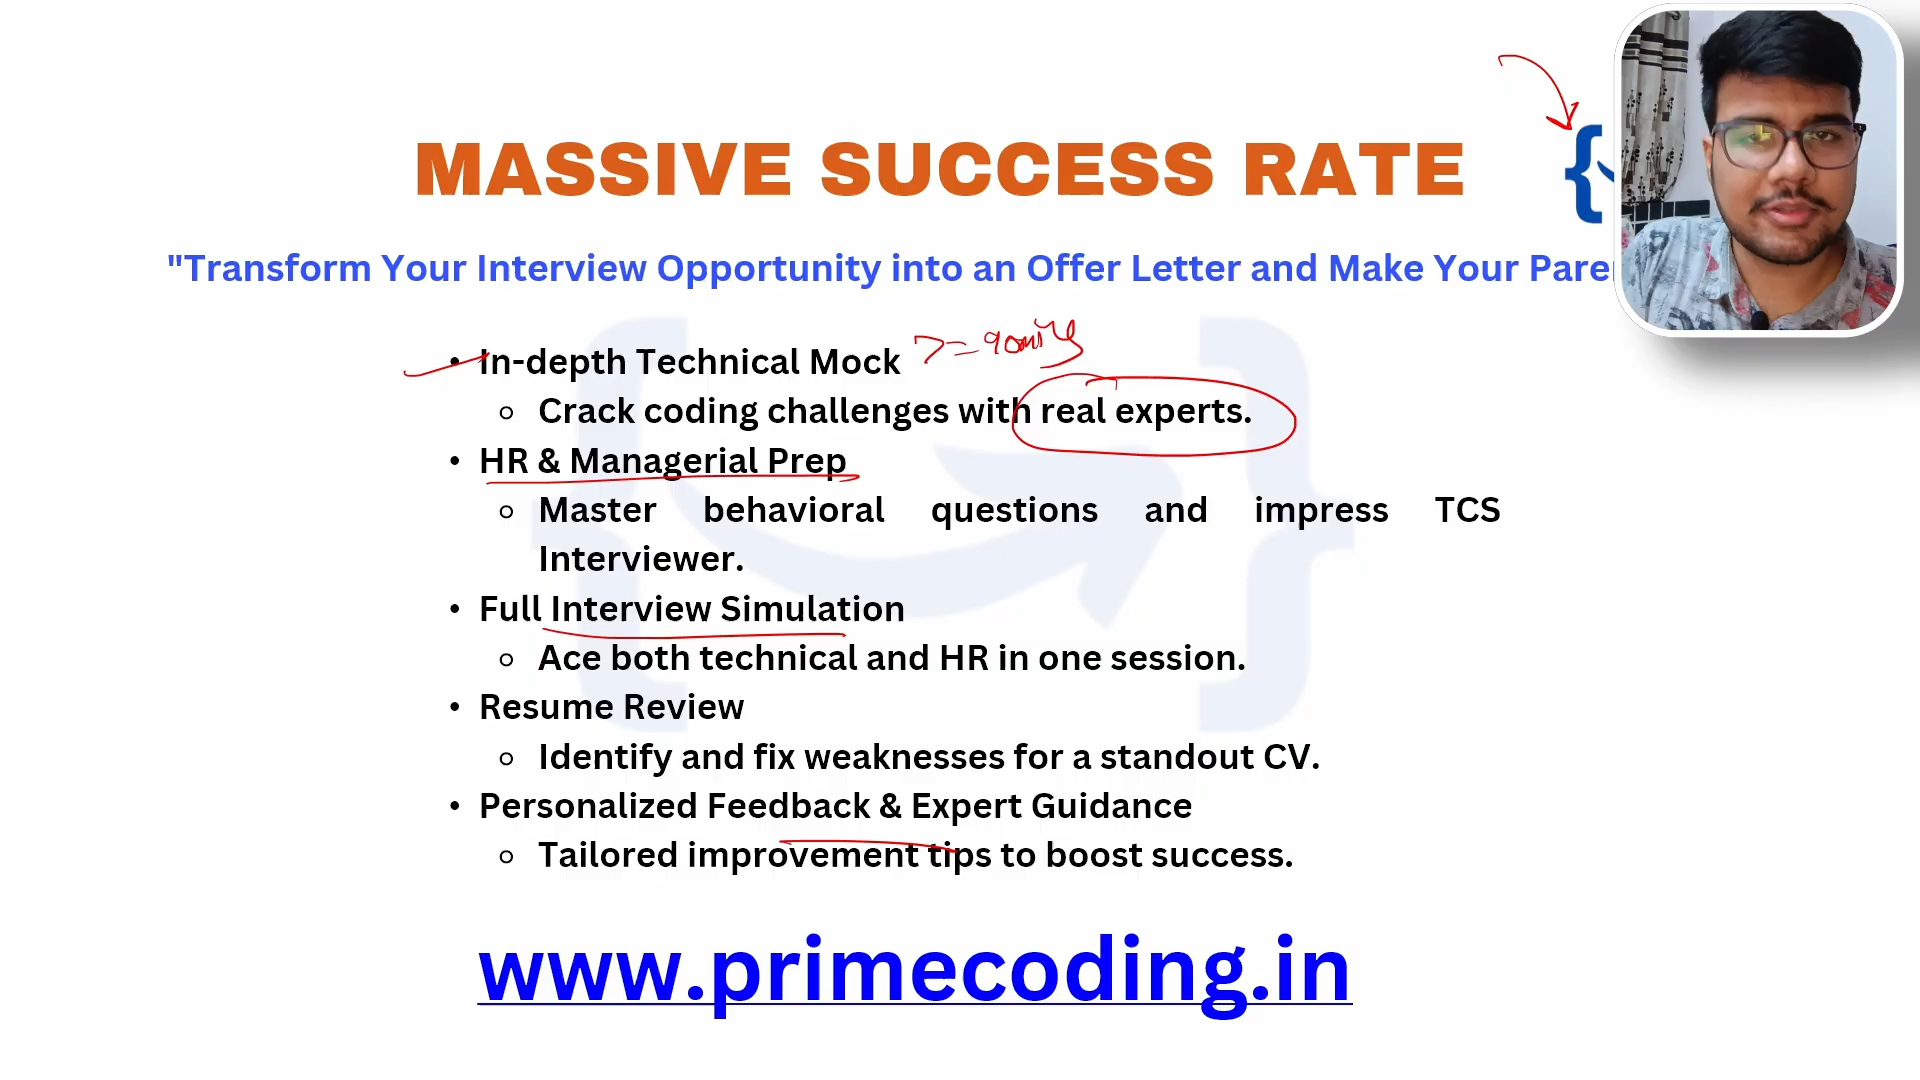 MASSIVE SUCCESS RATE
"Transform Your Interview Opportunity into an Offer Letter and Make Your
• In-depth Technical Mock >=90mins
○ Crack coding challenges with real experts.
• HR & Managerial Prep
○ Master behavioral questions and impress TCS
Interviewer.
• Full Interview Simulation
○ Ace both technical and HR in one session.
• Resume Review
○ Identify and fix weaknesses for a standout CV.
• Personalized Feedback & Expert Guidance
○ Tailored improvement tips to boost success.
www.primecoding.in